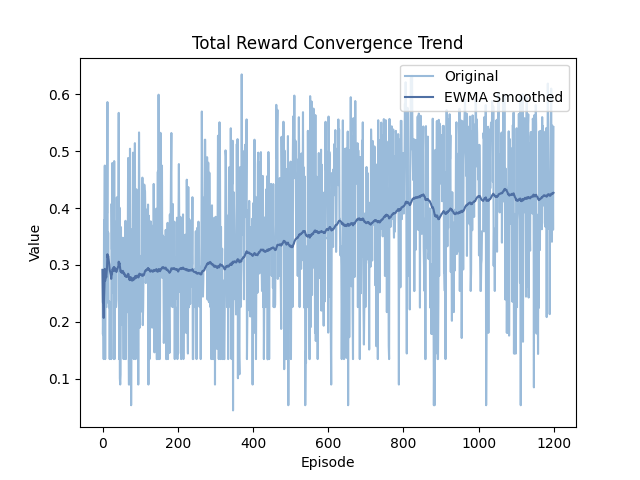 Total Reward Convergence Trend
Original
EWMA Smoothed
Value
0.6
0.5
0.4
0.3
0.2
0.1
0 200 400 600 800 1000 1200
Episode